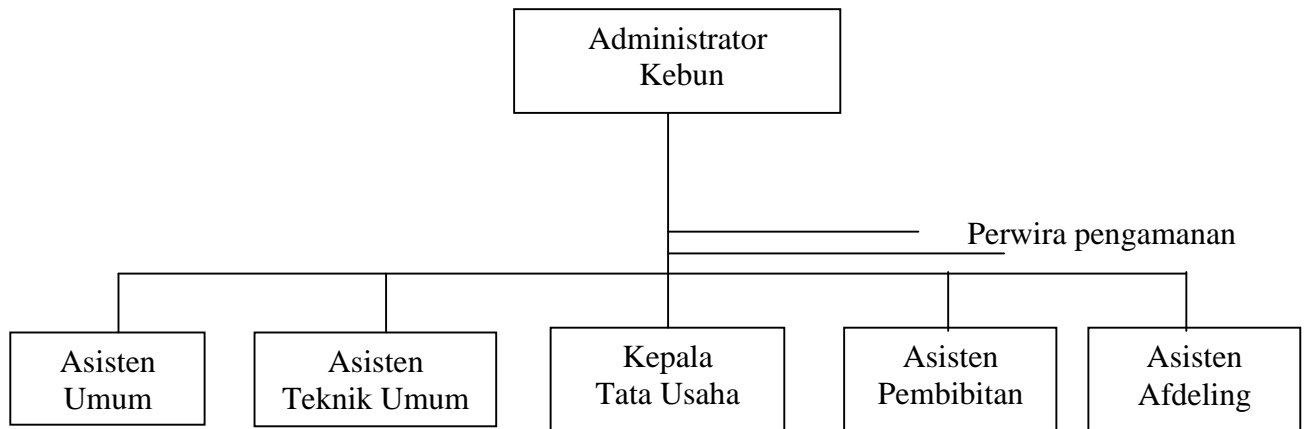 Administrator
Kebun
Perwira pengamanan
Asisten
Umum
Asisten
Teknik Umum
Kepala
Tata Usaha
Asisten
Pembibitan
Asisten
Afdeling